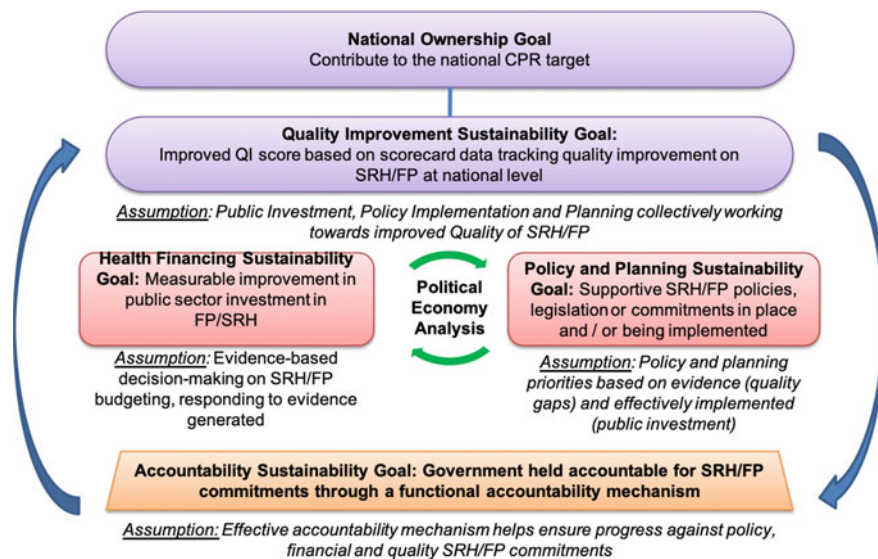 National Ownership Goal
Contribute to the national CPR target
Quality Improvement Sustainability Goal:
Improved QI score based on scorecard data tracking quality improvement on
SRH/FP at national level
Assumption: Public Investment, Policy Implementation and Planning collectively working
towards improved Quality of SRH/FP
Health Financing Sustainability
Goal: Measurable improvement in
public sector investment in
FP/SRH
Political
Economy
Analysis
Policy and Planning Sustainability
Goal: Supportive SRH/FP policies,
legislation or commitments in place
and / or being implemented
Assumption: Evidence-based
decision-making on SRH/FP
budgeting, responding to evidence
generated
Assumption: Policy and planning
priorities based on evidence (quality
gaps) and effectively implemented
(public investment)
Accountability Sustainability Goal: Government held accountable for SRH/FP
commitments through a functional accountability mechanism
Assumption: Effective accountability mechanism helps ensure progress against policy,
financial and quality SRH/FP commitments